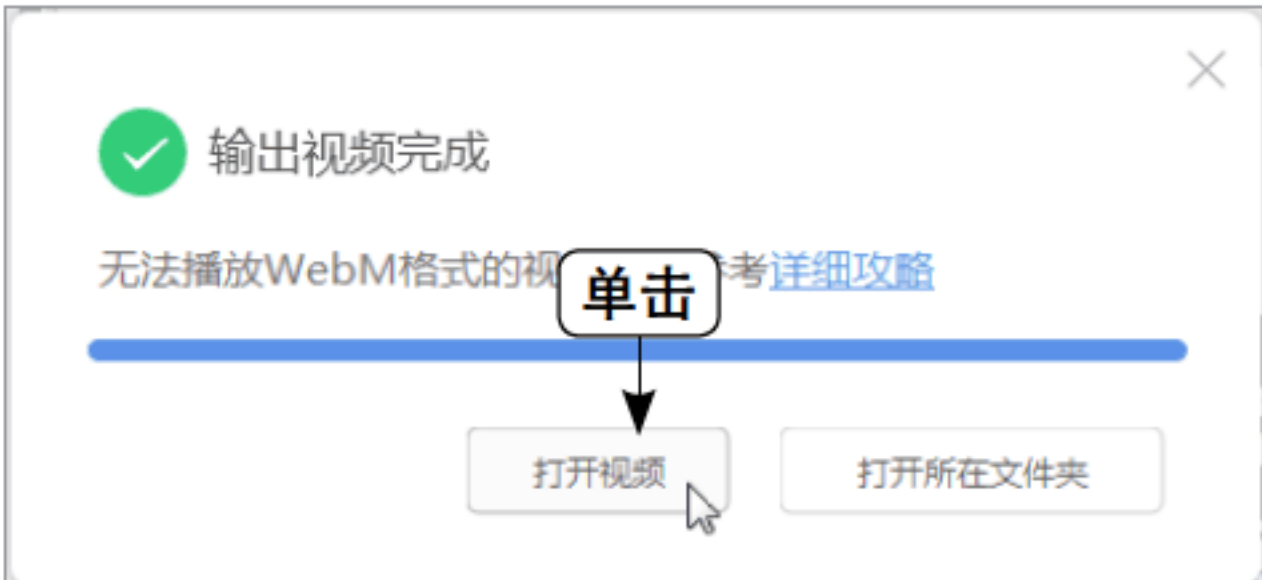 输出视频完成
无法播放WebM格式的视 参考详细攻略
单击
打开视频
打开所在文件夹